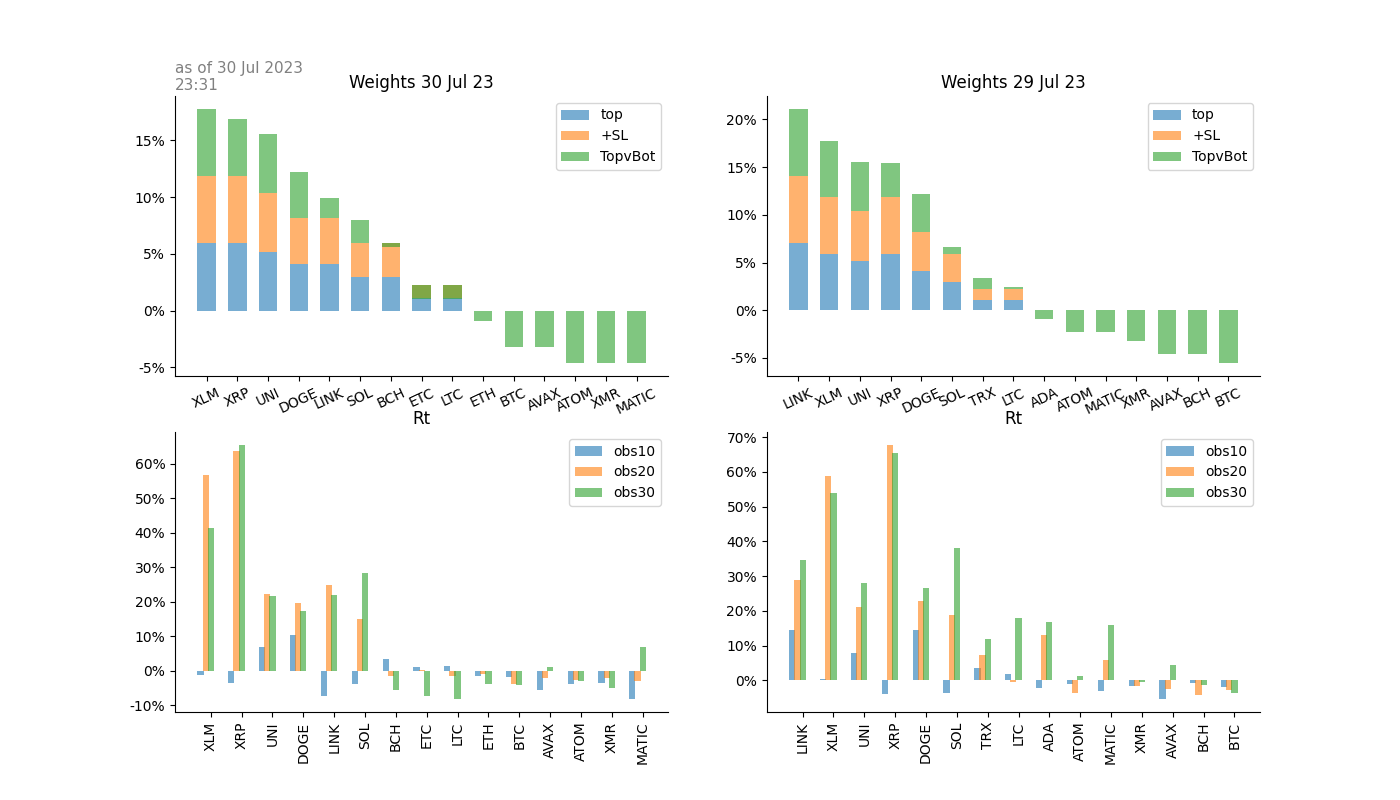 as of 30 Jul 2023
23:31
Weights 30 Jul 23
top
+SL
TopvBot
15%
10%
5%
0%
-5%
XLM XRP UNI DOGE LINK SOL BCH ETC LTC ETH BTC AVAX ATOM XMR MATIC
Weights 29 Jul 23
top
+SL
TopvBot
20%
15%
10%
5%
0%
-5%
LINK XLM UNI XRP DOGE SOL TRX LTC ADA ATOM MATIC XMR AVAX BCH BTC
Rt
obs10
obs20
obs30
60%
50%
40%
30%
20%
10%
0%
-10%
XLM XRP UNI DOGE LINK SOL BCH ETC LTC ETH BTC AVAX ATOM XMR MATIC
Rt
obs10
obs20
obs30
70%
60%
50%
40%
30%
20%
10%
0%
LINK XLM UNI XRP DOGE SOL TRX LTC ADA ATOM MATIC XMR AVAX BCH BTC